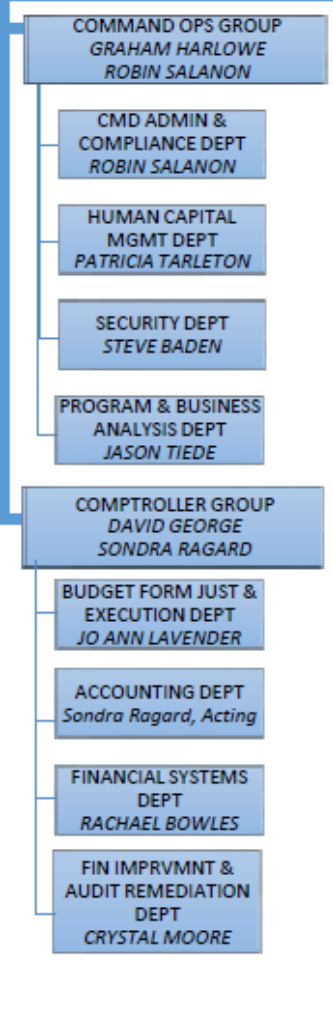 COMMAND OPS GROUP
GRAHAM HARLOWE
ROBIN SALANON
CMD ADMIN &
COMPLIANCE DEPT
ROBIN SALANON
HUMAN CAPITAL
MGMT DEPT
PATRICIA TARLETON
SECURITY DEPT
STEVE BADEN
PROGRAM & BUSINESS
ANALYSIS DEPT
JASON TIEDE
COMPTROLLER GROUP
DAVID GEORGE
SONDRA RAGARD
BUDGET FORM JUST &
EXECUTION DEPT
JO ANN LAVENDER
ACCOUNTING DEPT
Sondra Ragard, Acting
FINANCIAL SYSTEMS
DEPT
RACHAEL BOWLES
FIN IMPRVMNT &
AUDIT REMEDIATION
DEPT
CRYSTAL MOORE